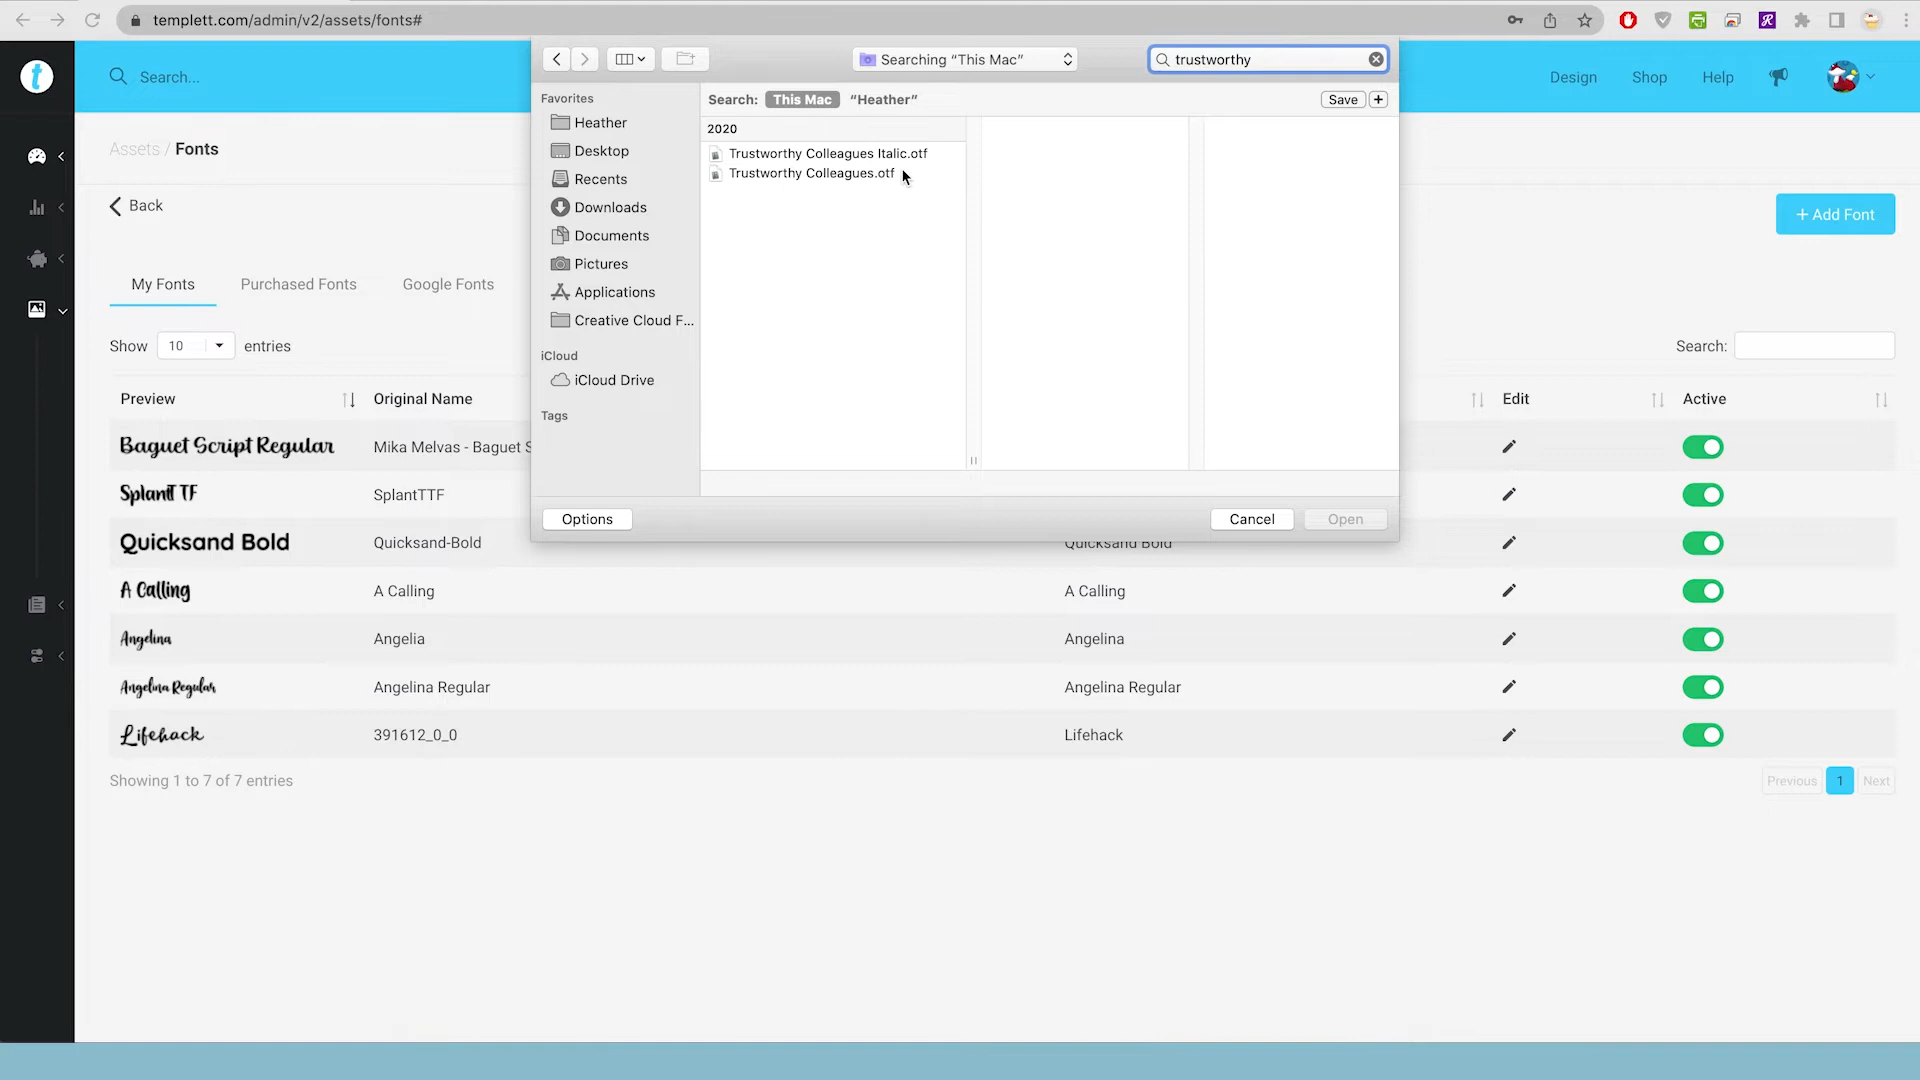 templett.com/admin/v2/assets/fonts#
t
Search...
Design
Shop
Help
Assets / Fonts
Back
+ Add Font
My Fonts
Purchased Fonts
Google Fonts
Show 10 entries
Search:
Preview
Original Name
Edit
Active
Baguet Script Regular
Mika Melvas - Baguet S
SplantTTF
SplantTTF
Quicksand Bold
Quicksand-Bold
Quicksand Bold
A Calling
A Calling
A Calling
Angelina
Angelia
Angelina
Angelina Regular
Angelina Regular
Angelina Regular
Lifehack
391612_0_0
Lifehack
Showing 1 to 7 of 7 entries
Previous
1
Next
Searching “This Mac”
trustworthy
Favorites
Heather
Desktop
Recents
Downloads
Documents
Pictures
Applications
Creative Cloud F...
iCloud
iCloud Drive
Tags
Search: This Mac “Heather”
Save +
2020
Trustworthy Colleagues Italic.otf
Trustworthy Colleagues.otf
Options
Cancel
Open